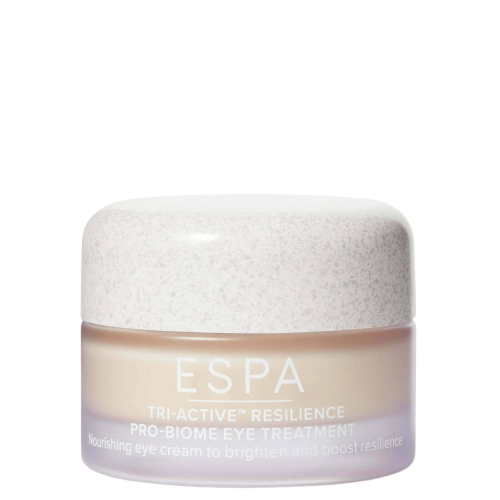 ESPA
TRI-ACTIVE™ RESILIENCE
PRO-BIOME EYE TREATMENT
Nourishing eye cream to brighten and boost resilience